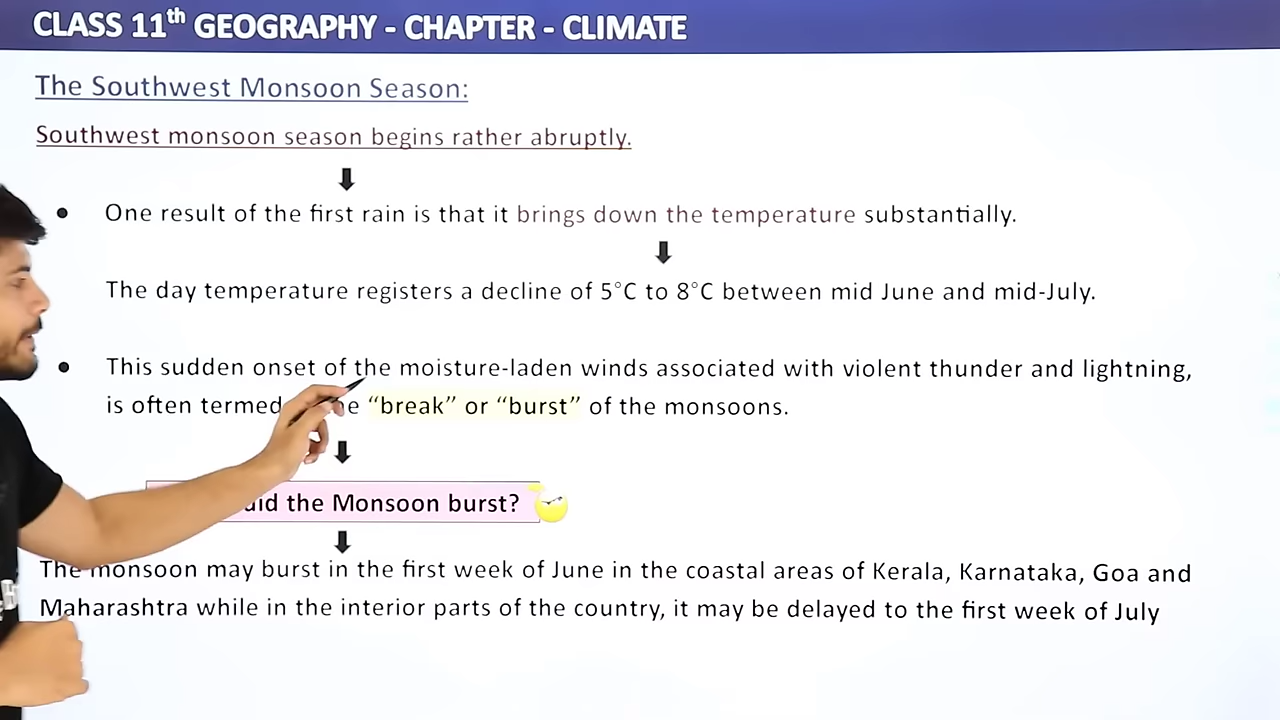 CLASS 11th GEOGRAPHY - CHAPTER - CLIMATE
The Southwest Monsoon Season:
Southwest monsoon season begins rather abruptly.
• One result of the first rain is that it brings down the temperature substantially.
The day temperature registers a decline of 5°C to 8°C between mid June and mid-July.
• This sudden onset of the moisture-laden winds associated with violent thunder and lightning,
is often termed “break” or “burst” of the monsoons.
did the Monsoon burst?
The monsoon may burst in the first week of June in the coastal areas of Kerala, Karnataka, Goa and
Maharashtra while in the interior parts of the country, it may be delayed to the first week of July